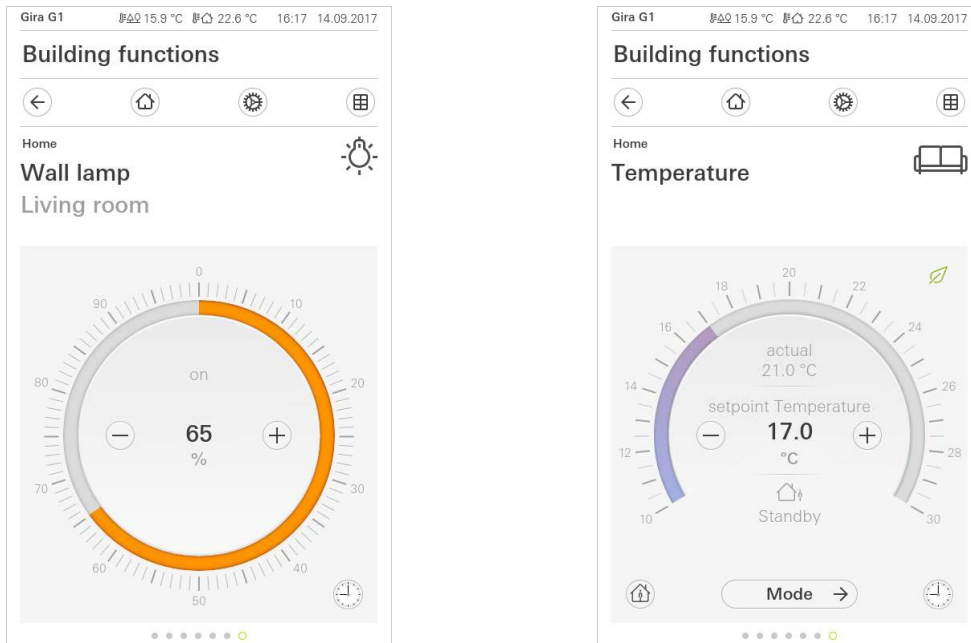 Gira G1 15.9 °C 22.6 °C 16:17 14.09.2017
Building functions
Home
Wall lamp
Living room
0
10
20
30
40
50
60
70
80
90
on
65
%
Gira G1 15.9 °C 22.6 °C 16:17 14.09.2017
Building functions
Home
Temperature
10
12
14
16
18
20
22
24
26
28
30
actual
21.0 °C
setpoint Temperature
17.0
°C
Standby
Mode